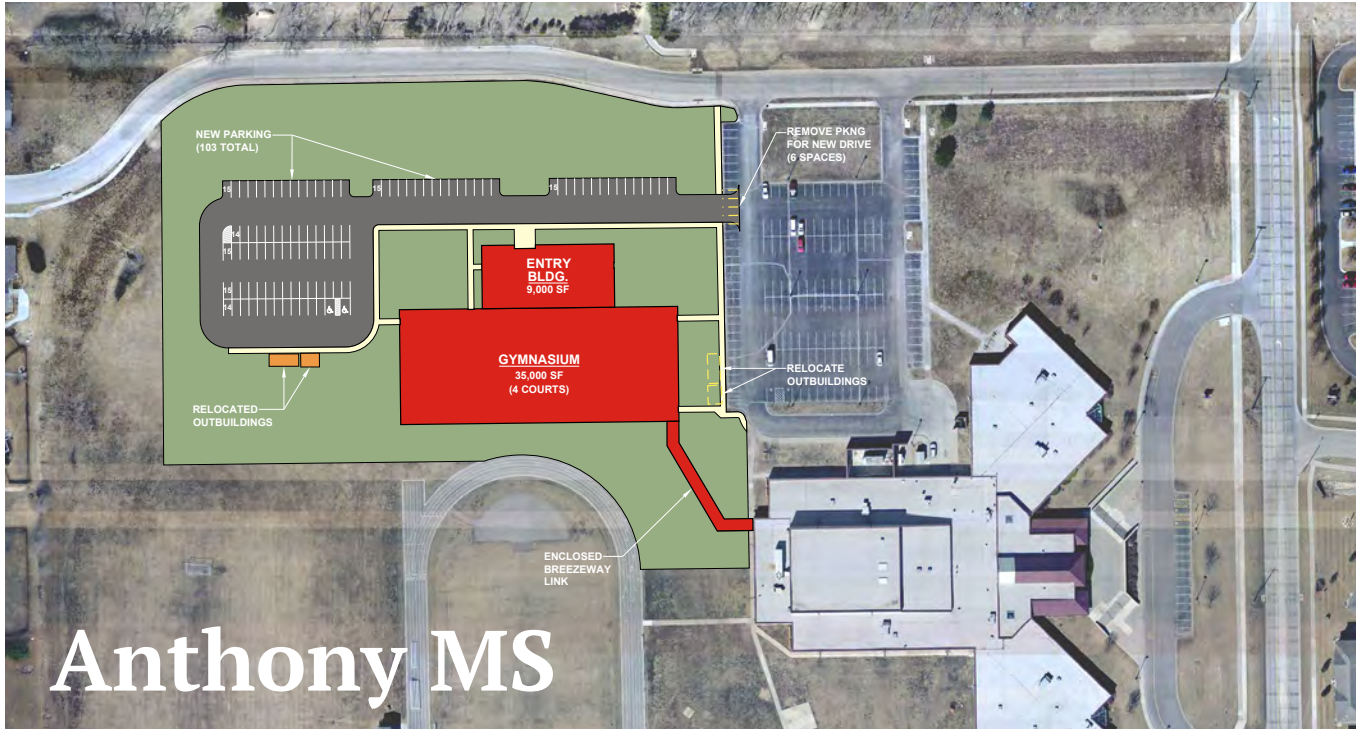 NEW PARKING
(103 TOTAL)
REMOVE PKNG
FOR NEW DRIVE
(6 SPACES)
15
15
15
14
15
15
14
ENTRY
BLDG.
9,000 SF
GYMNASIUM
35,000 SF
(4 COURTS)
RELOCATE
OUTBUILDINGS
RELOCATED
OUTBUILDINGS
ENCLOSED
BREEZEWAY
LINK
Anthony MS